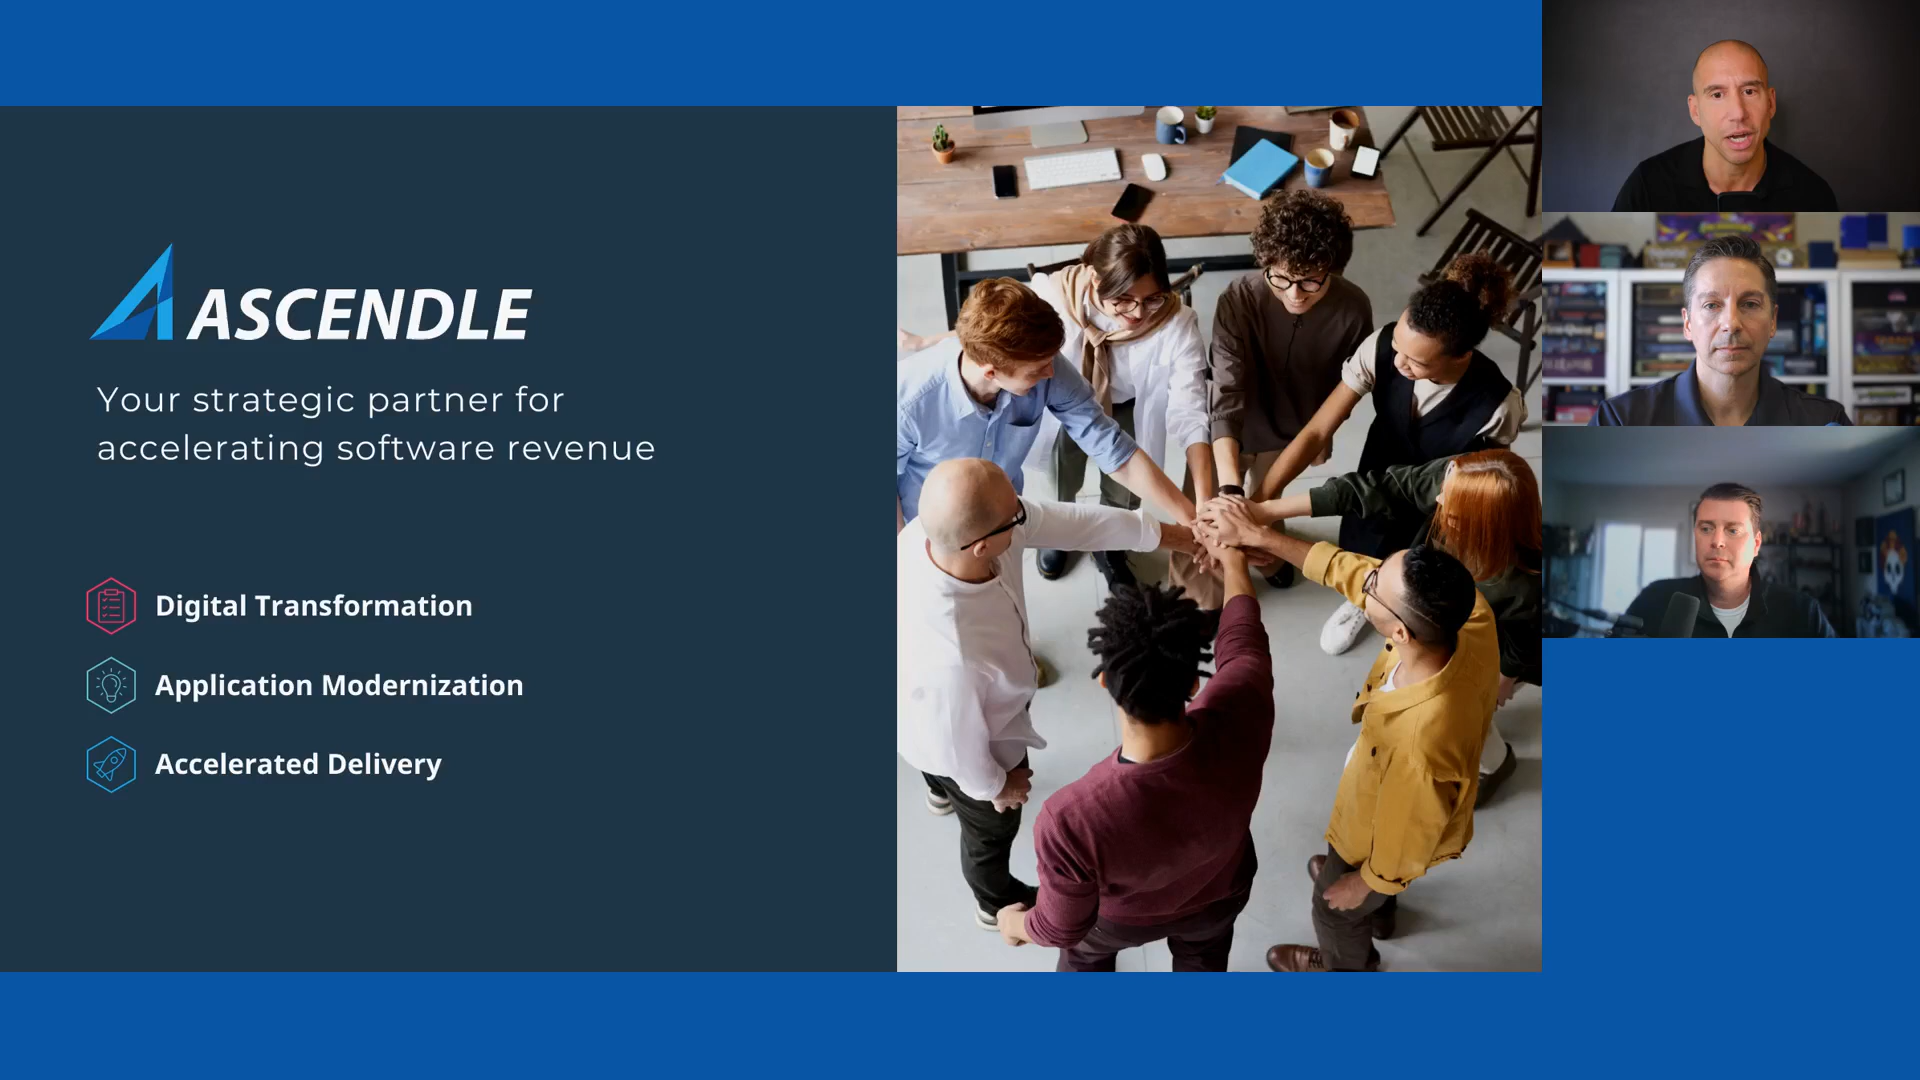 ASCENDLE
Your strategic partner for
accelerating software revenue
Digital Transformation
Application Modernization
Accelerated Delivery